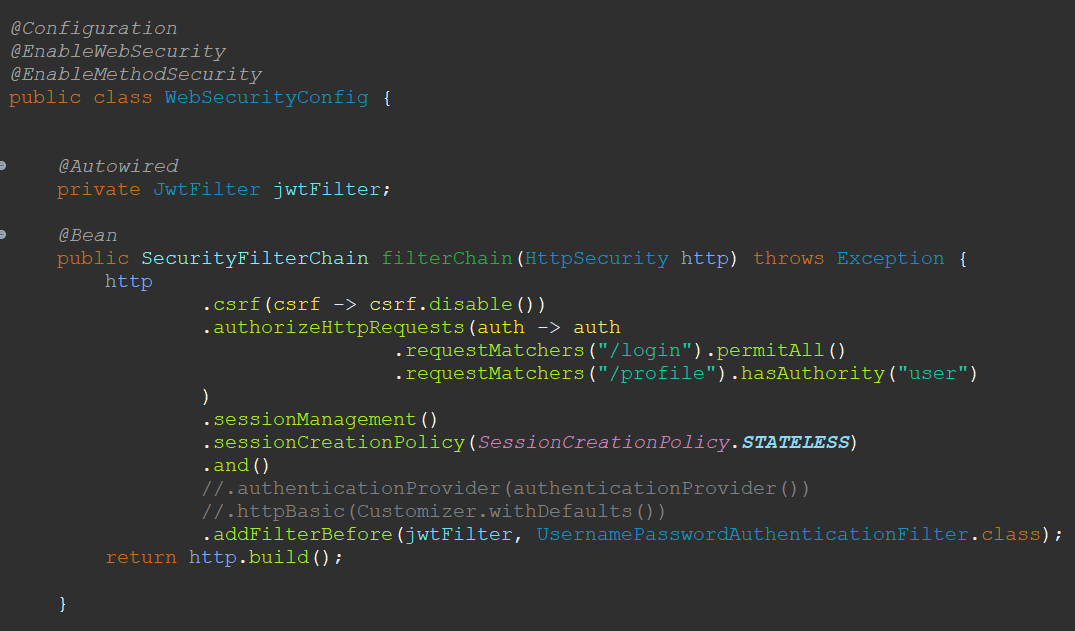 @Configuration
@EnableWebSecurity
@EnableMethodSecurity
public class WebSecurityConfig {
@Autowired
private JwtFilter jwtFilter;
@Bean
public SecurityFilterChain filterChain(HttpSecurity http) throws Exception {
http
.csrf(csrf -> csrf.disable())
.authorizeHttpRequests(auth -> auth
.requestMatchers("/login").permitAll()
.requestMatchers("/profile").hasAuthority("user")
)
.sessionManagement()
.sessionCreationPolicy(SessionCreationPolicy.STATELESS)
.and()
//.authenticationProvider(authenticationProvider())
//.httpBasic(Customizer.withDefaults())
.addFilterBefore(jwtFilter, UsernamePasswordAuthenticationFilter.class);
return http.build();
}